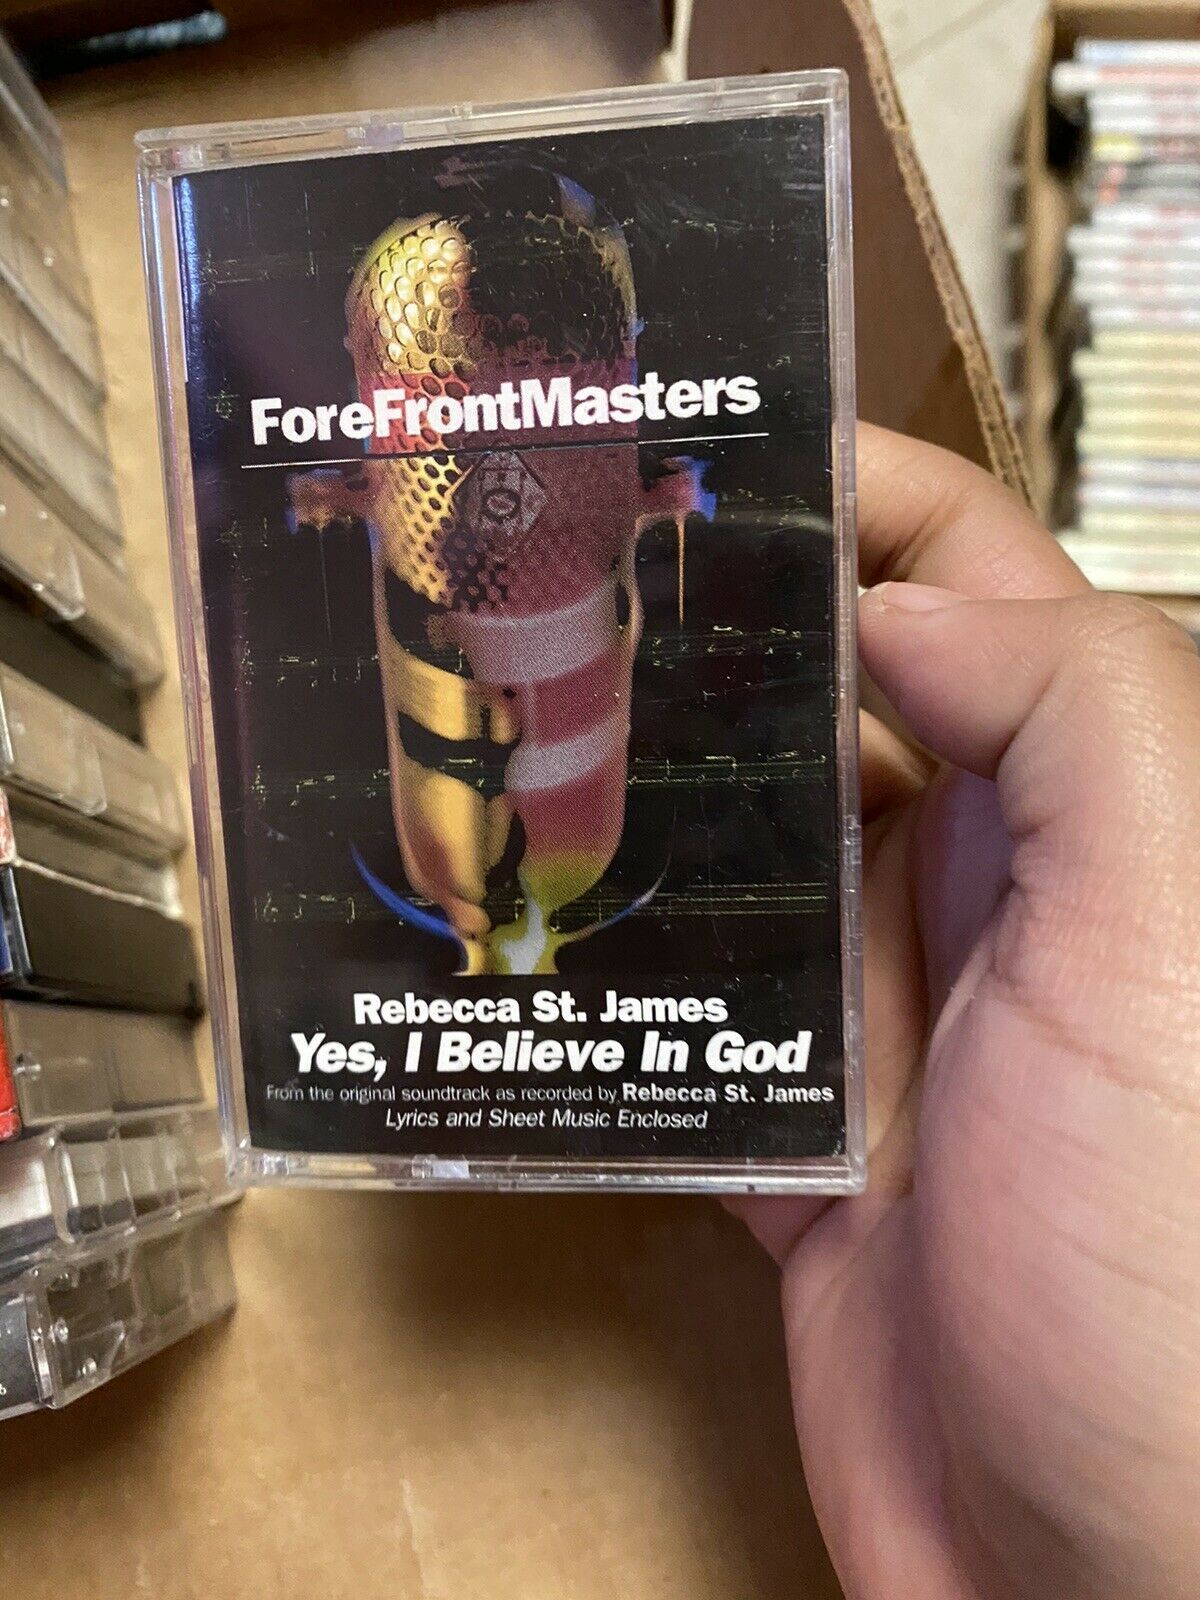 ForeFrontMasters
Rebecca St. James
Yes, I Believe In God
From the original soundtrack as recorded by Rebecca St. James
Lyrics and Sheet Music Enclosed